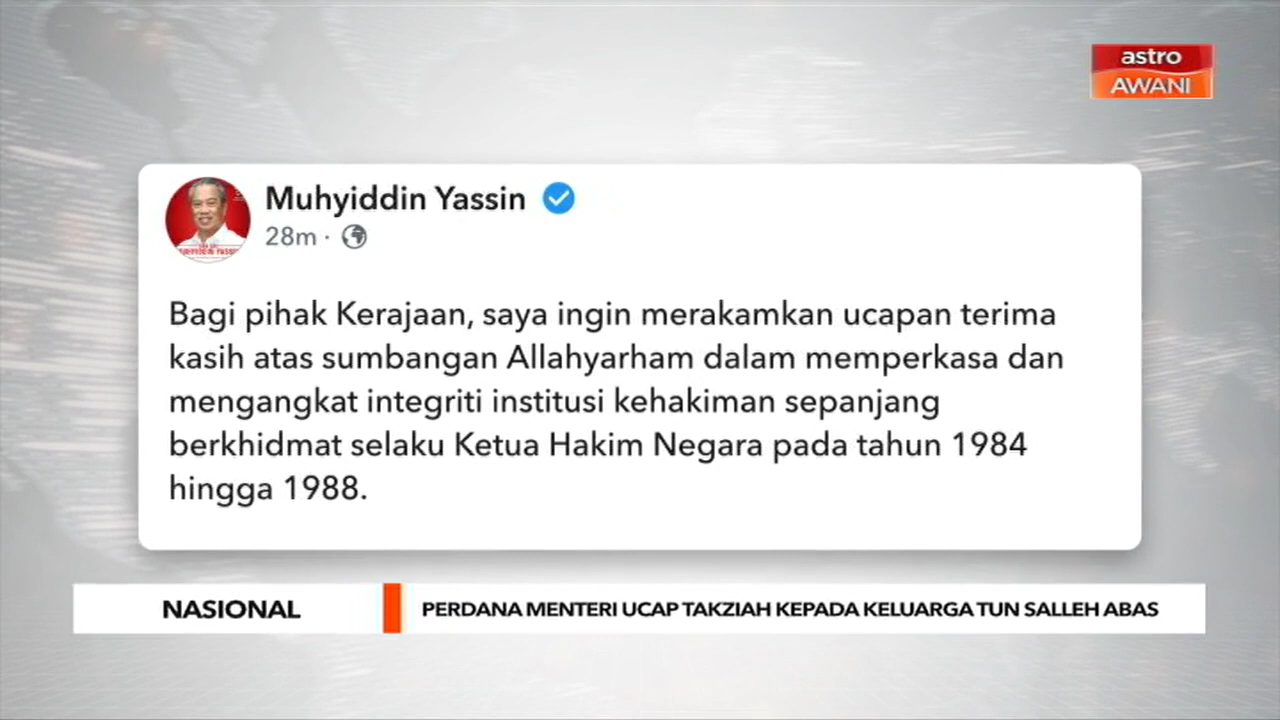 astro
AWANI
Muhyiddin Yassin
28m ·
Bagi pihak Kerajaan, saya ingin merakamkan ucapan terima
kasih atas sumbangan Allahyarham dalam memperkasa dan
mengangkat integriti institusi kehakiman sepanjang
berkhidmat selaku Ketua Hakim Negara pada tahun 1984
hingga 1988.
NASIONAL
PERDANA MENTERI UCAP TAKZIAH KEPADA KELUARGA TUN SALLEH ABAS